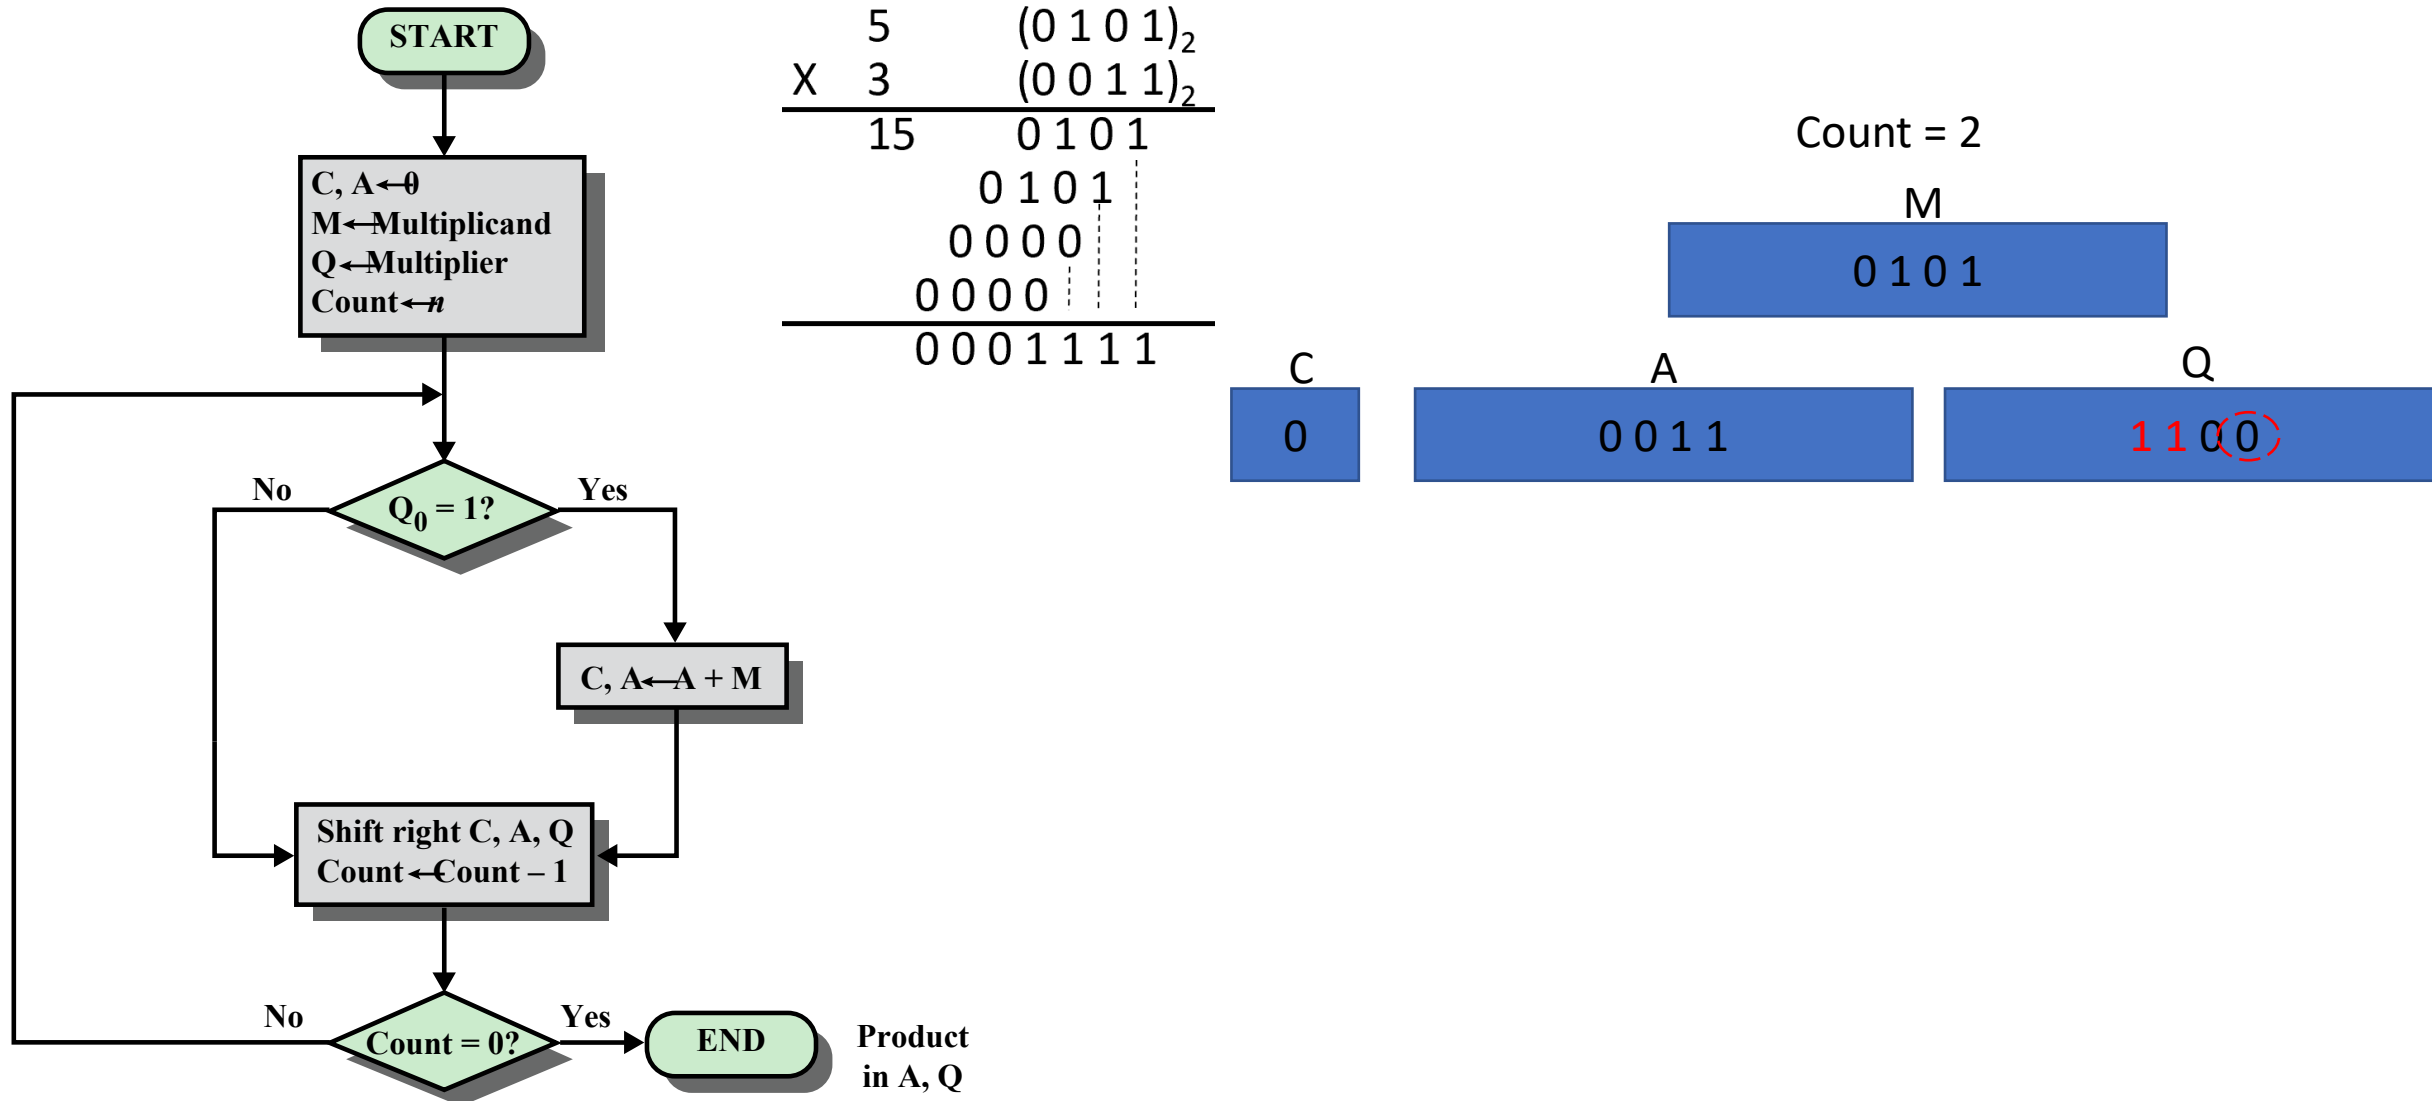 START
C, A←0
M←Multiplicand
Q←Multiplier
Count←n
No
Q₀ = 1?
Yes
C, A←A + M
Shift right C, A, Q
Count←Count – 1
No
Count = 0?
Yes
END
Product
in A, Q
5 (0 1 0 1)₂
X 3 (0 0 1 1)₂
15 0 1 0 1
0 1 0 1
0 0 0 0
0 0 0 0
0 0 0 1 1 1 1
Count = 2
M
0 1 0 1
C A Q
0 0 0 1 1 1 1 0 0